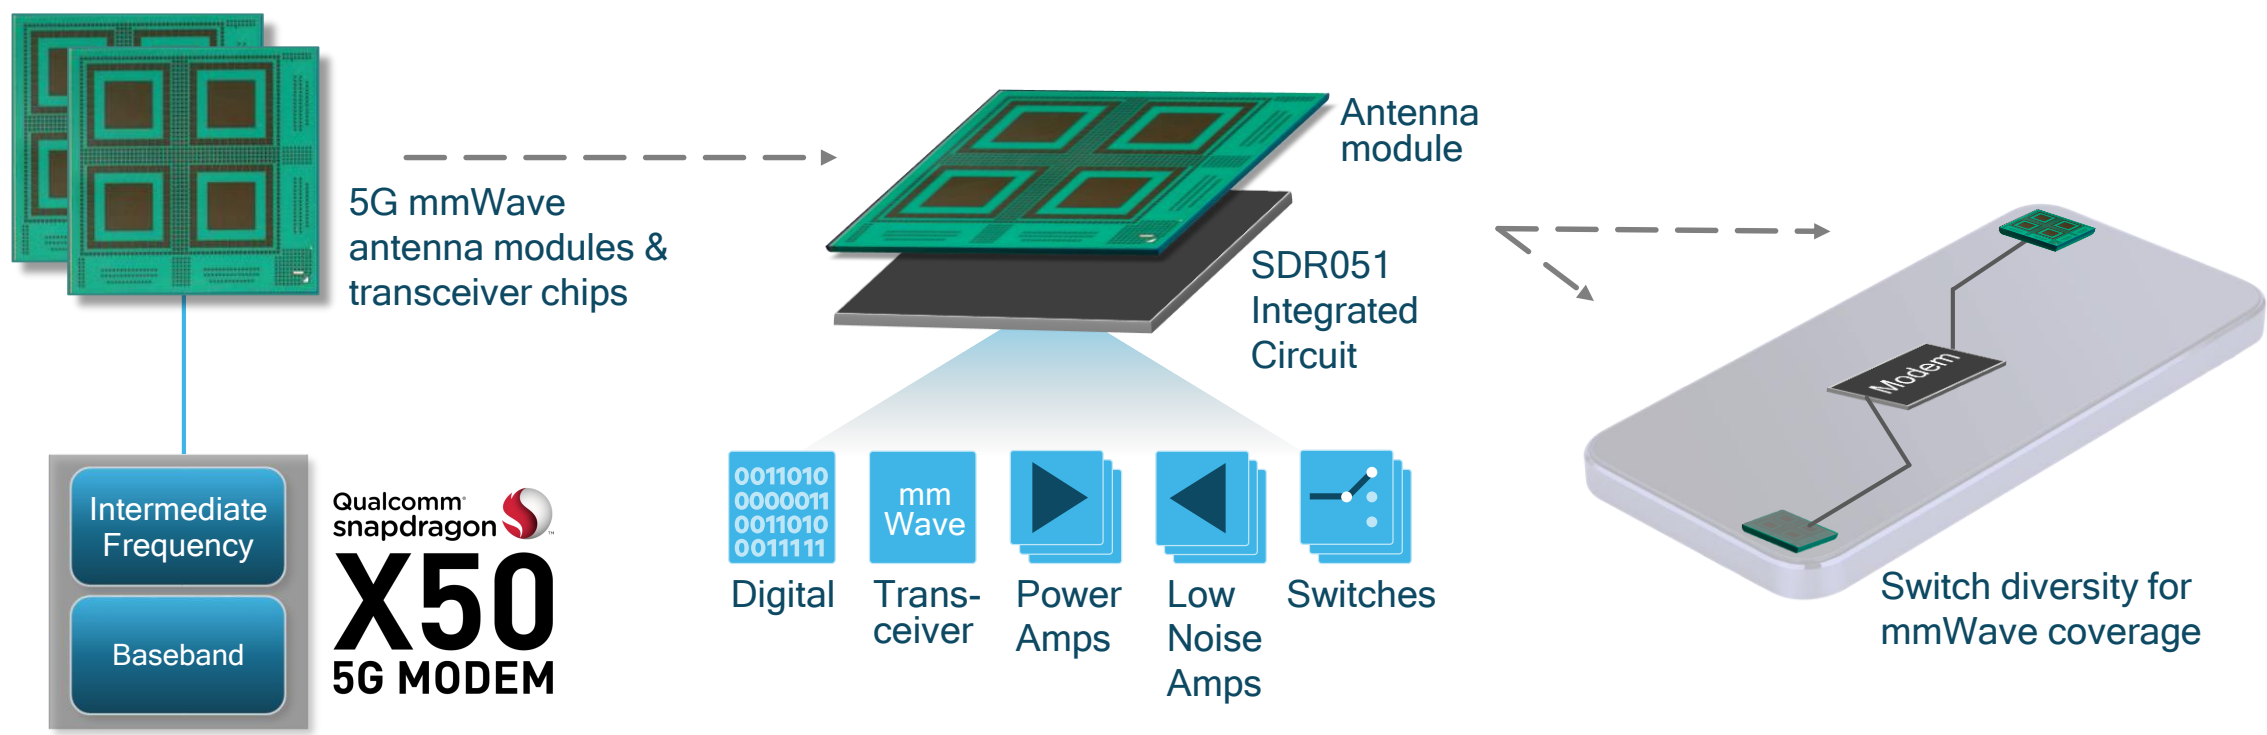 5G mmWave
antenna modules &
transceiver chips
Intermediate
Frequency
Baseband
Qualcomm
snapdragon
X50
5G MODEM
Antenna
module
SDR051
Integrated
Circuit
0011010
0000011
0011010
0011111
Digital
mm
Wave
Trans-
ceiver
Power
Amps
Low
Noise
Amps
Switches
Modem
Switch diversity for
mmWave coverage